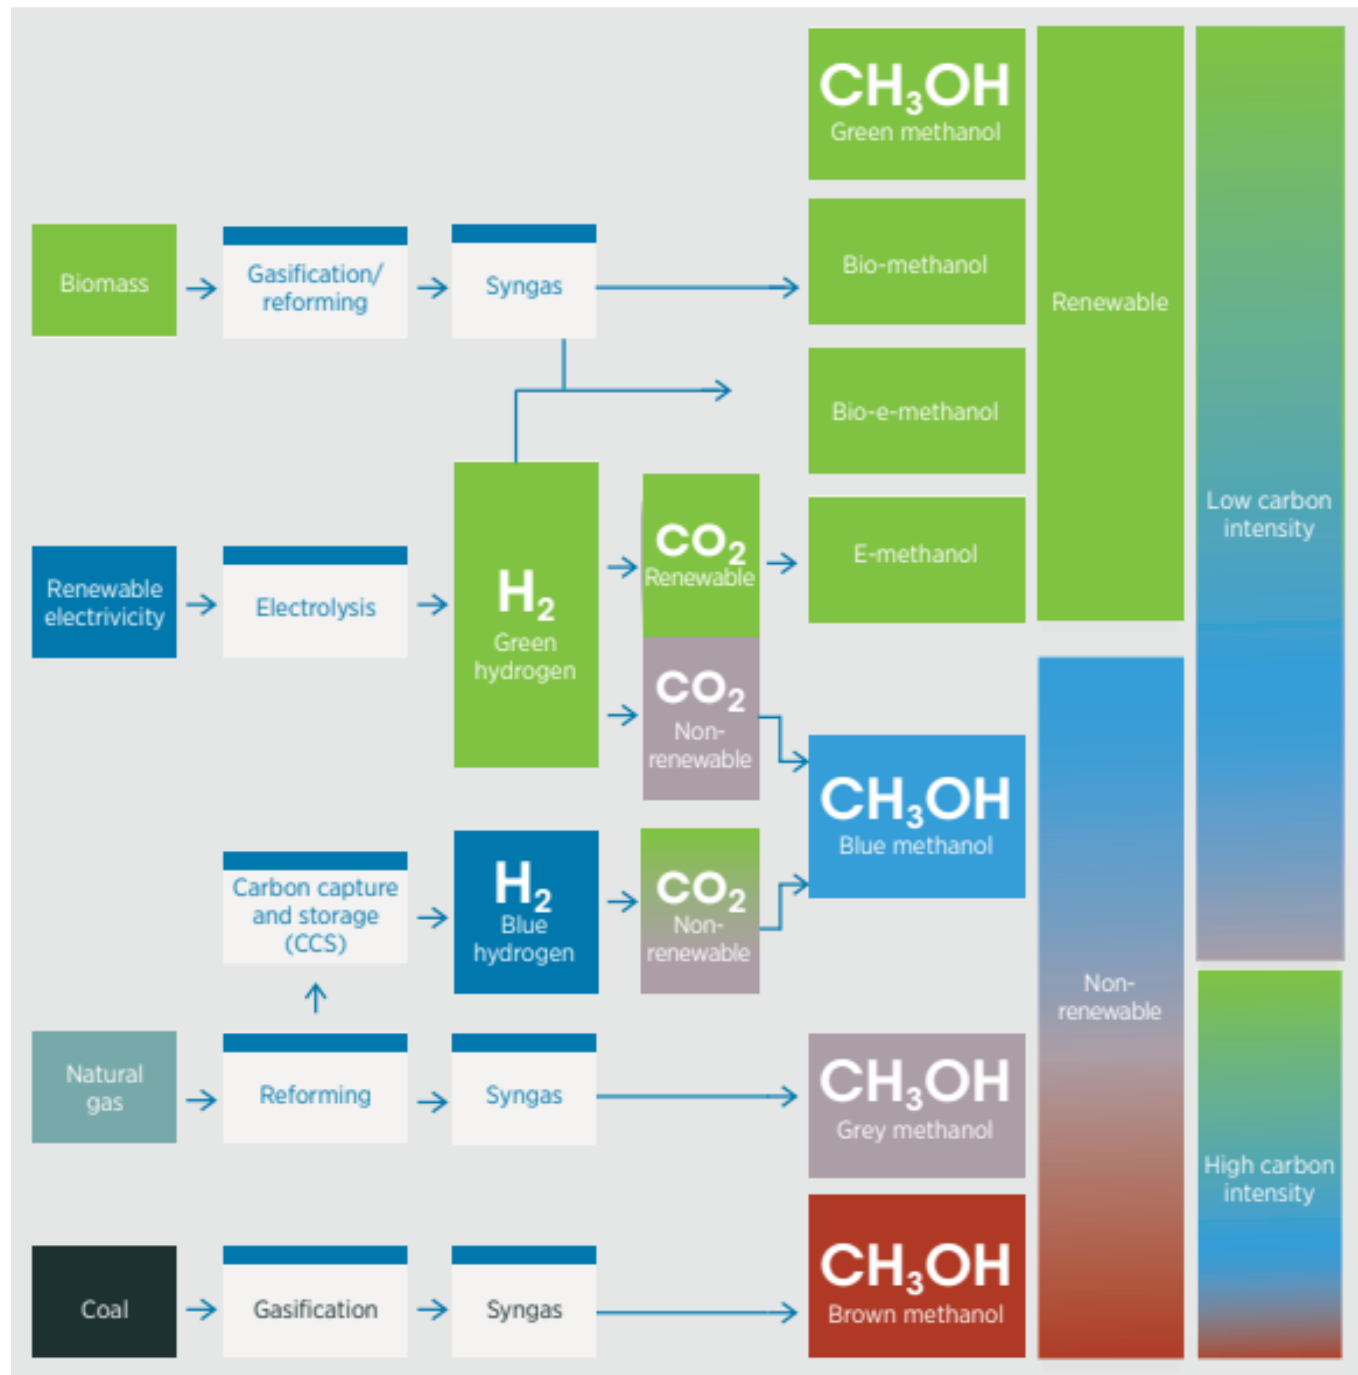 CH₃OH
Green methanol
Biomass
Gasification/
reforming
Syngas
Bio-methanol
Renewable
Bio-e-methanol
Low carbon
intensity
Renewable
electrivicity
Electrolysis
H₂
Green
hydrogen
CO₂
Renewable
E-methanol
CO₂
Non-
renewable
CH₃OH
Blue methanol
Carbon capture
and storage
(CCS)
H₂
Blue
hydrogen
CO₂
Non-
renewable
Non-
renewable
Natural
gas
Reforming
Syngas
CH₃OH
Grey methanol
High carbon
intensity
Coal
Gasification
Syngas
CH₃OH
Brown methanol